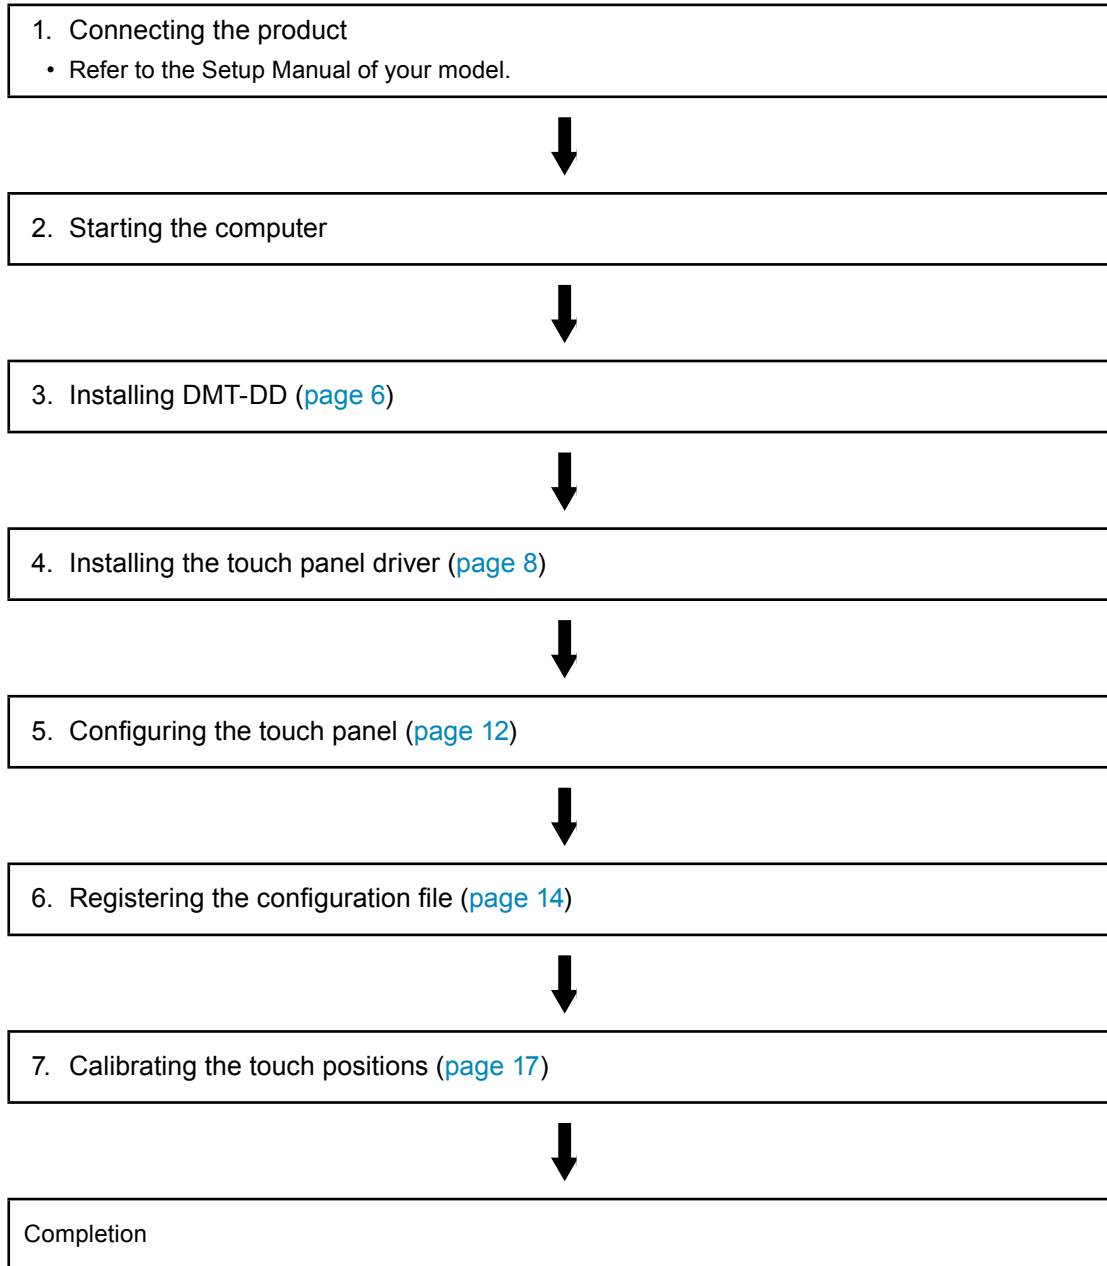 1. Connecting the product
• Refer to the Setup Manual of your model.
2. Starting the computer
3. Installing DMT-DD (page 6)
4. Installing the touch panel driver (page 8)
5. Configuring the touch panel (page 12)
6. Registering the configuration file (page 14)
7. Calibrating the touch positions (page 17)
Completion